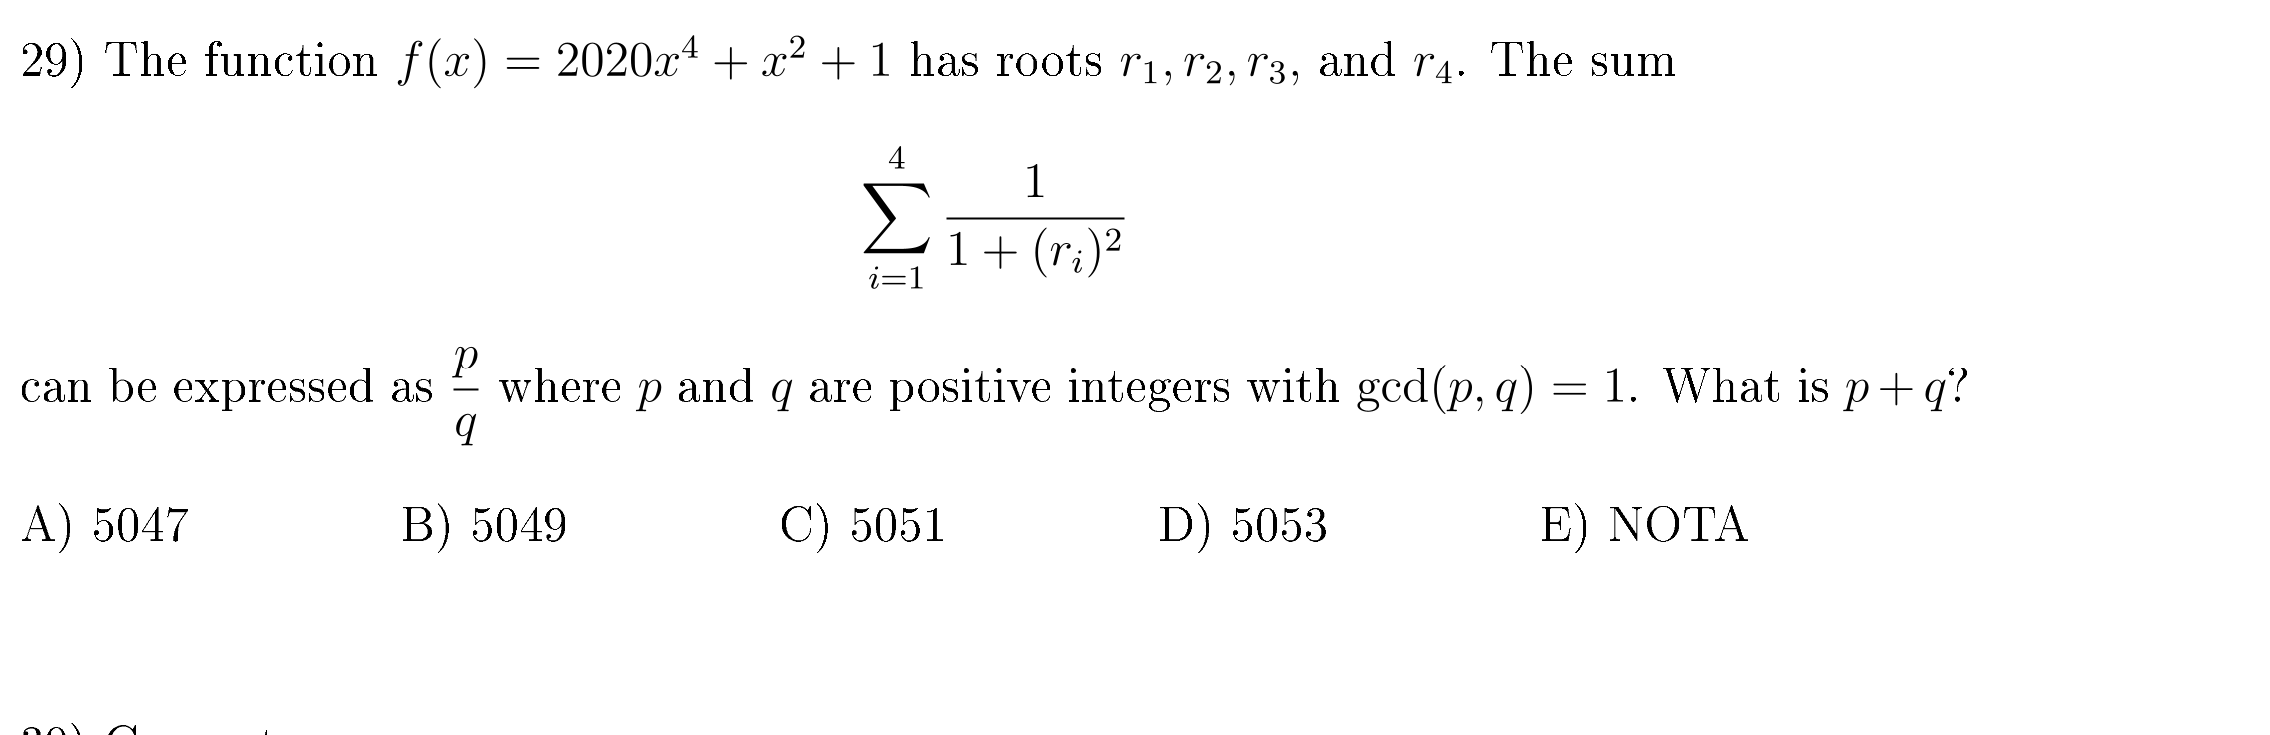 29) The function f(x) = 2020x⁴ + x² + 1 has roots r₁, r₂, r₃, and r₄. The sum
4
∑ 1/(1 + (rᵢ)²)
i=1
can be expressed as p/q where p and q are positive integers with gcd(p, q) = 1. What is p + q?
A) 5047 B) 5049 C) 5051 D) 5053 E) NOTA